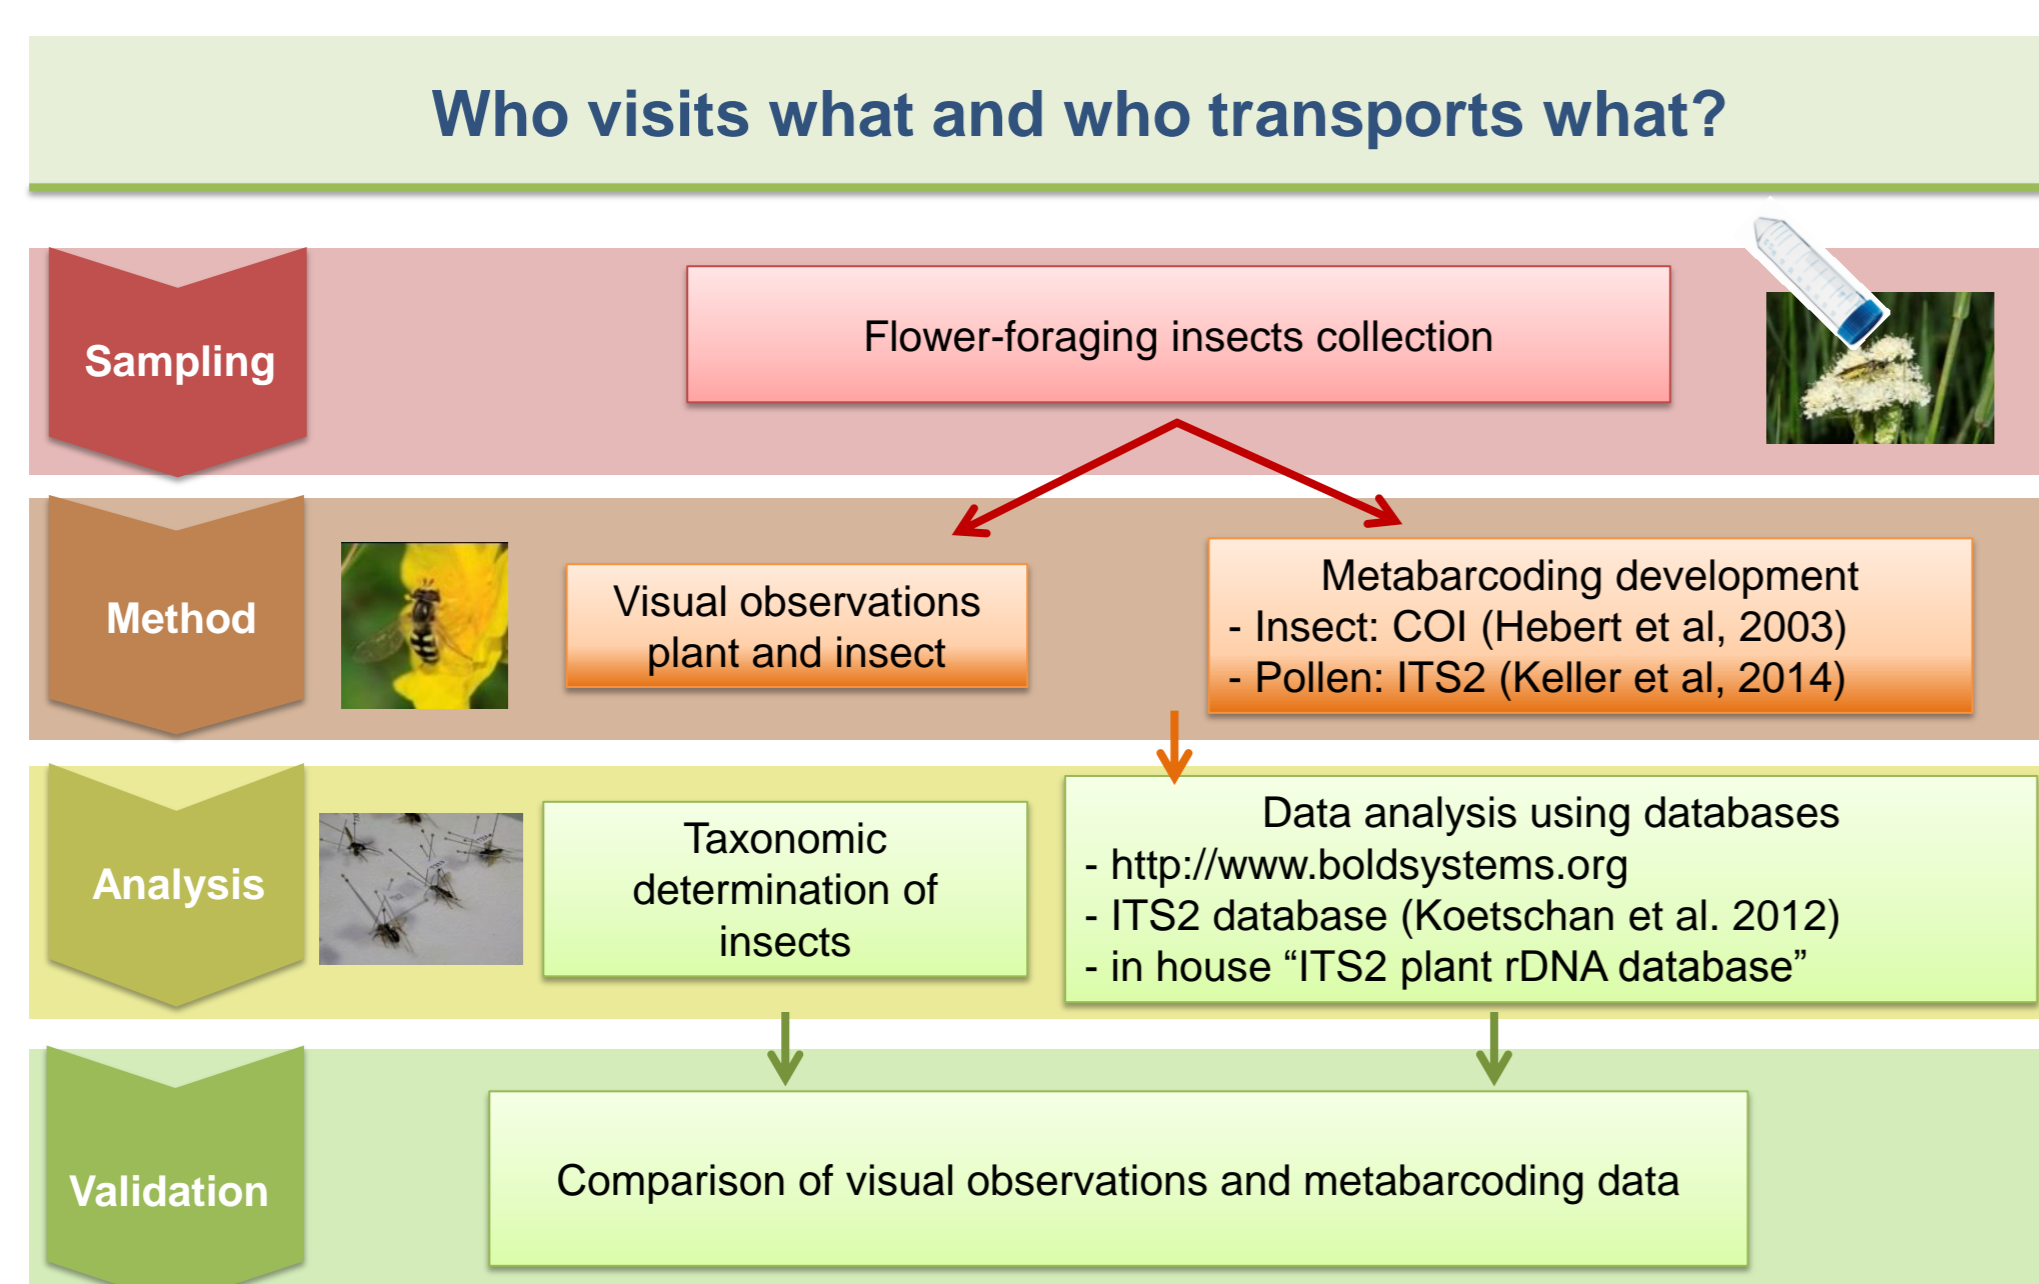 Who visits what and who transports what?
Sampling
Flower-foraging insects collection
Method
Visual observations
plant and insect
Metabarcoding development
- Insect: COI (Hebert et al, 2003)
- Pollen: ITS2 (Keller et al, 2014)
Analysis
Taxonomic
determination of
insects
Data analysis using databases
- http://www.boldsystems.org
- ITS2 database (Koetschan et al. 2012)
- in house “ITS2 plant rDNA database”
Validation
Comparison of visual observations and metabarcoding data